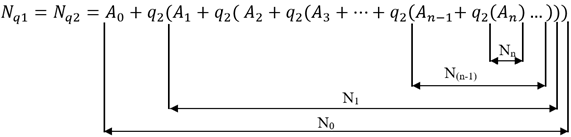 N_{q1} = N_{q2} = A_0 + q_2(A_1 + q_2( A_2 + q_2(A_3 + ⋯ + q_2(A_{n−1}+ q_2(A_n) …))))
N_n
N_{(n-1)}
N_1
N_0